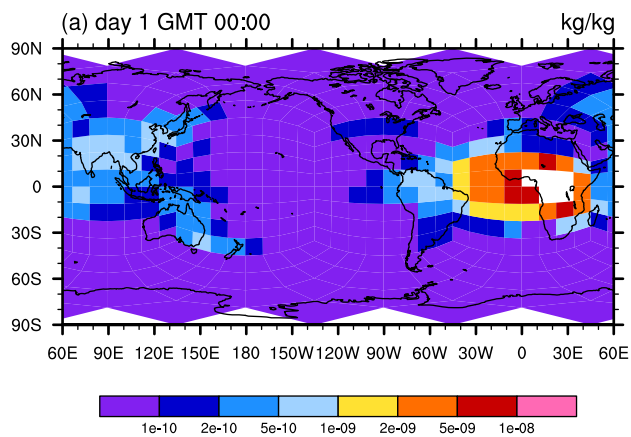 (a) day 1 GMT 00:00 kg/kg
90N
60N
30N
0
30S
60S
90S
60E 90E 120E 150E 180 150W 120W 90W 60W 30W 0 30E 60E
1e-10 2e-10 5e-10 1e-09 2e-09 5e-09 1e-08